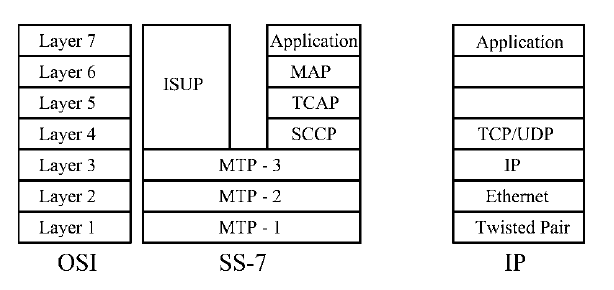 Layer 7 Application Application
Layer 6 MAP
ISUP
Layer 5 TCAP
Layer 4 SCCP TCP/UDP
Layer 3 MTP - 3 IP
Layer 2 MTP - 2 Ethernet
Layer 1 MTP - 1 Twisted Pair
OSI SS-7 IP